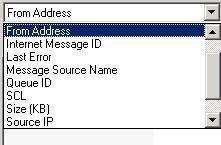 From Address
From Address
Internet Message ID
Last Error
Message Source Name
Queue ID
SCL
Size (KB)
Source IP